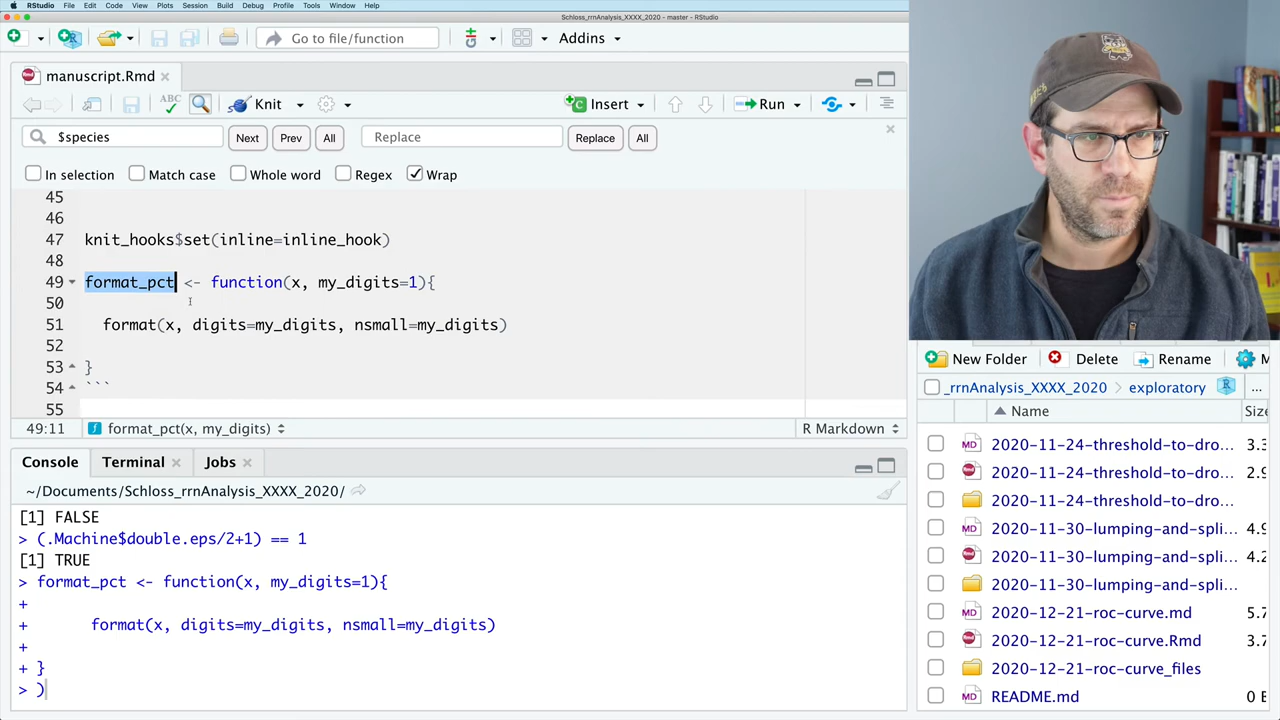 RStudio File Edit Code View Plots Session Build Debug Profile Tools Window Help
Schloss_rrnAnalysis_XXXX_2020 - master - RStudio
Go to file/function
Addins
manuscript.Rmd
ABC
Knit
Insert
Run
$species
Next
Prev
All
Replace
Replace
All
In selection
Match case
Whole word
Regex
Wrap
45
46
47 knit_hooks$set(inline=inline_hook)
48
49 format_pct <- function(x, my_digits=1){
50
51 format(x, digits=my_digits, nsmall=my_digits)
52
53 }
54 ```
55
49:11 format_pct(x, my_digits) R Markdown
Console Terminal Jobs
~/Documents/Schloss_rrnAnalysis_XXXX_2020/
[1] FALSE
> (.Machine$double.eps/2+1) == 1
[1] TRUE
> format_pct <- function(x, my_digits=1){
+
+ format(x, digits=my_digits, nsmall=my_digits)
+
+ }
> )
New Folder Delete Rename M
_rrnAnalysis_XXXX_2020 > exploratory ...
Name Size
2020-11-24-threshold-to-dro... 3.3
2020-11-24-threshold-to-dro... 2.9
2020-11-24-threshold-to-dro...
2020-11-30-lumping-and-spli... 4.9
2020-11-30-lumping-and-spli... 4.2
2020-11-30-lumping-and-spli...
2020-12-21-roc-curve.md 5.7
2020-12-21-roc-curve.Rmd 3.7
2020-12-21-roc-curve_files
README.md 0 B